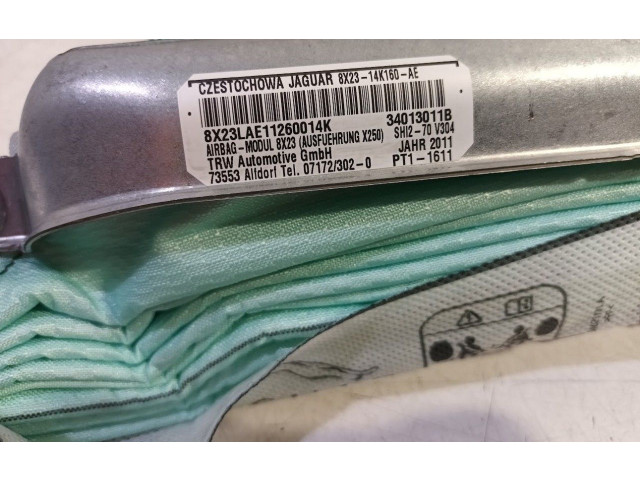 CZESTOCHOWA JAGUAR 8X23-14K160-AE
8X23LAE11260014K 34013011B
AIRBAG-MODUL 8X23 (AUSFUEHRUNG X250) SHI2-70 V304
TRW Automotive GmbH JAHR 2011
73553 Alldorf Tel. 07172/302-0 PT1-1611